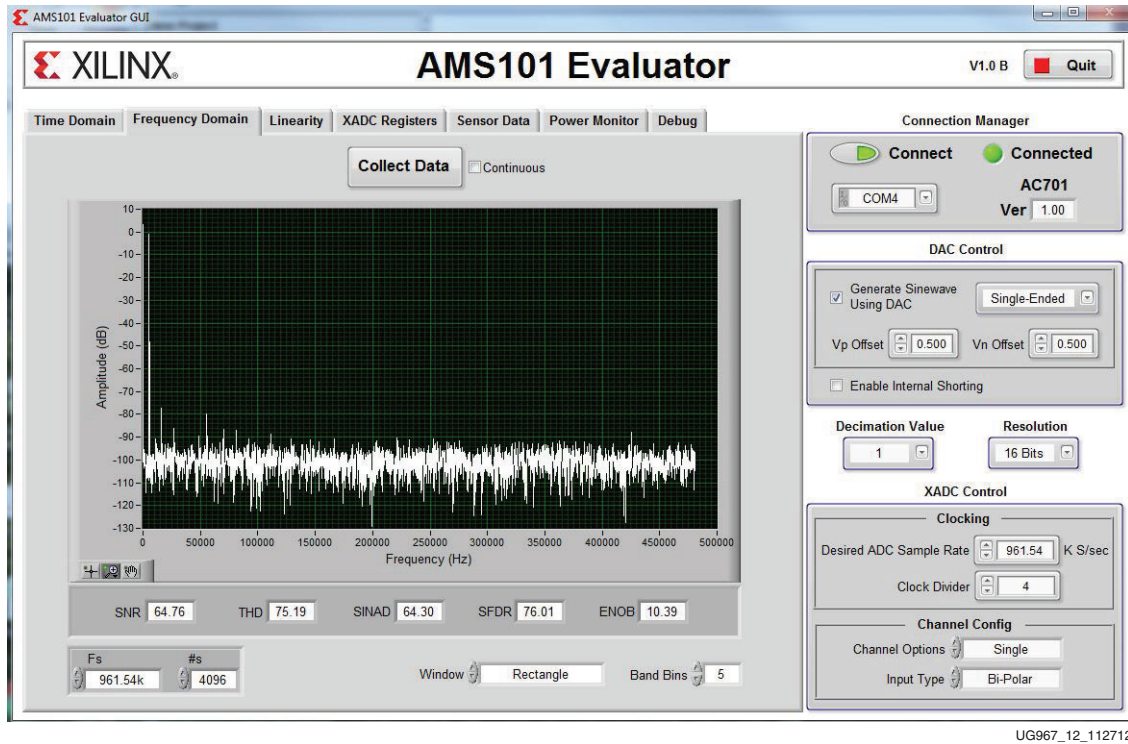 AMS101 Evaluator GUI
XILINX®
AMS101 Evaluator
V1.0 B
Quit
Time Domain Frequency Domain Linearity XADC Registers Sensor Data Power Monitor Debug
Collect Data Continuous
10
0
-10
-20
-30
-40
-50
-60
-70
-80
-90
-100
-110
-120
-130
Amplitude (dB)
0 50000 100000 150000 200000 250000 300000 350000 400000 450000 500000
Frequency (Hz)
SNR 64.76 THD 75.19 SINAD 64.30 SFDR 76.01 ENOB 10.39
Fs #s
961.54k 4096
Window Rectangle Band Bins 5
Connection Manager
Connect Connected
COM4
AC701
Ver 1.00
DAC Control
Generate Sinewave
Using DAC
Single-Ended
Vp Offset 0.500 Vn Offset 0.500
Enable Internal Shorting
Decimation Value Resolution
1 16 Bits
XADC Control
Clocking
Desired ADC Sample Rate 961.54 K S/sec
Clock Divider 4
Channel Config
Channel Options Single
Input Type Bi-Polar
UG967_12_112712